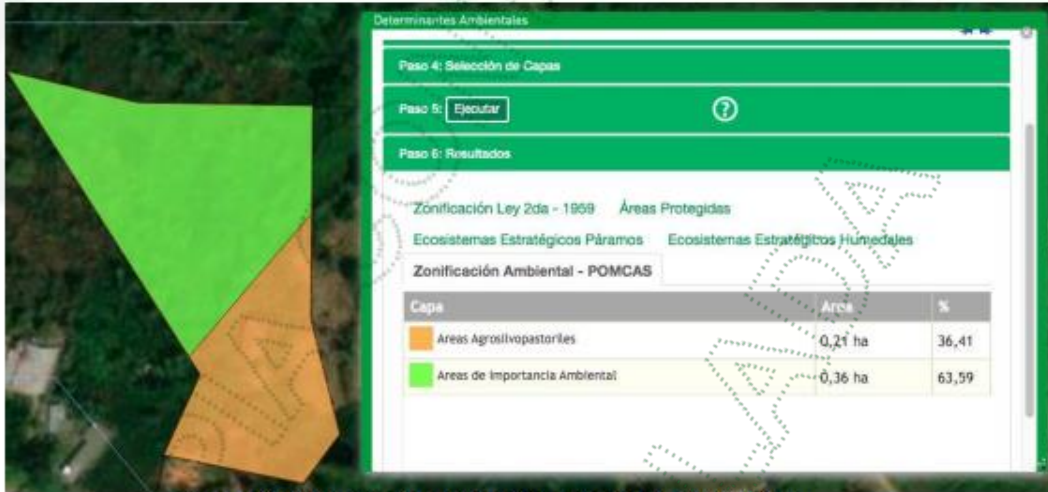 Determinantes Ambientales
Paso 4: Selección de Capas
Paso 5: Ejecutar ?
Paso 6: Resultados
Zonificación Ley 2da - 1959 Áreas Protegidas
Ecosistemas Estratégicos Páramos Ecosistemas Estratégicos Humedales
Zonificación Ambiental - POMCAS
Capa Area %
Areas Agrosilvopastoriles 0,21 ha 36,41
Areas de Importancia Ambiental 0,36 ha 63,59